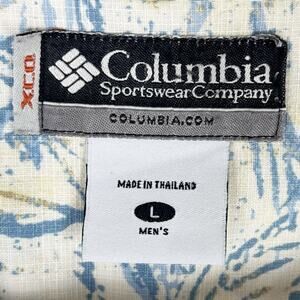 XCO
Columbia
Sportswear Company
COLUMBIA.COM
MADE IN THAILAND
L
MEN'S